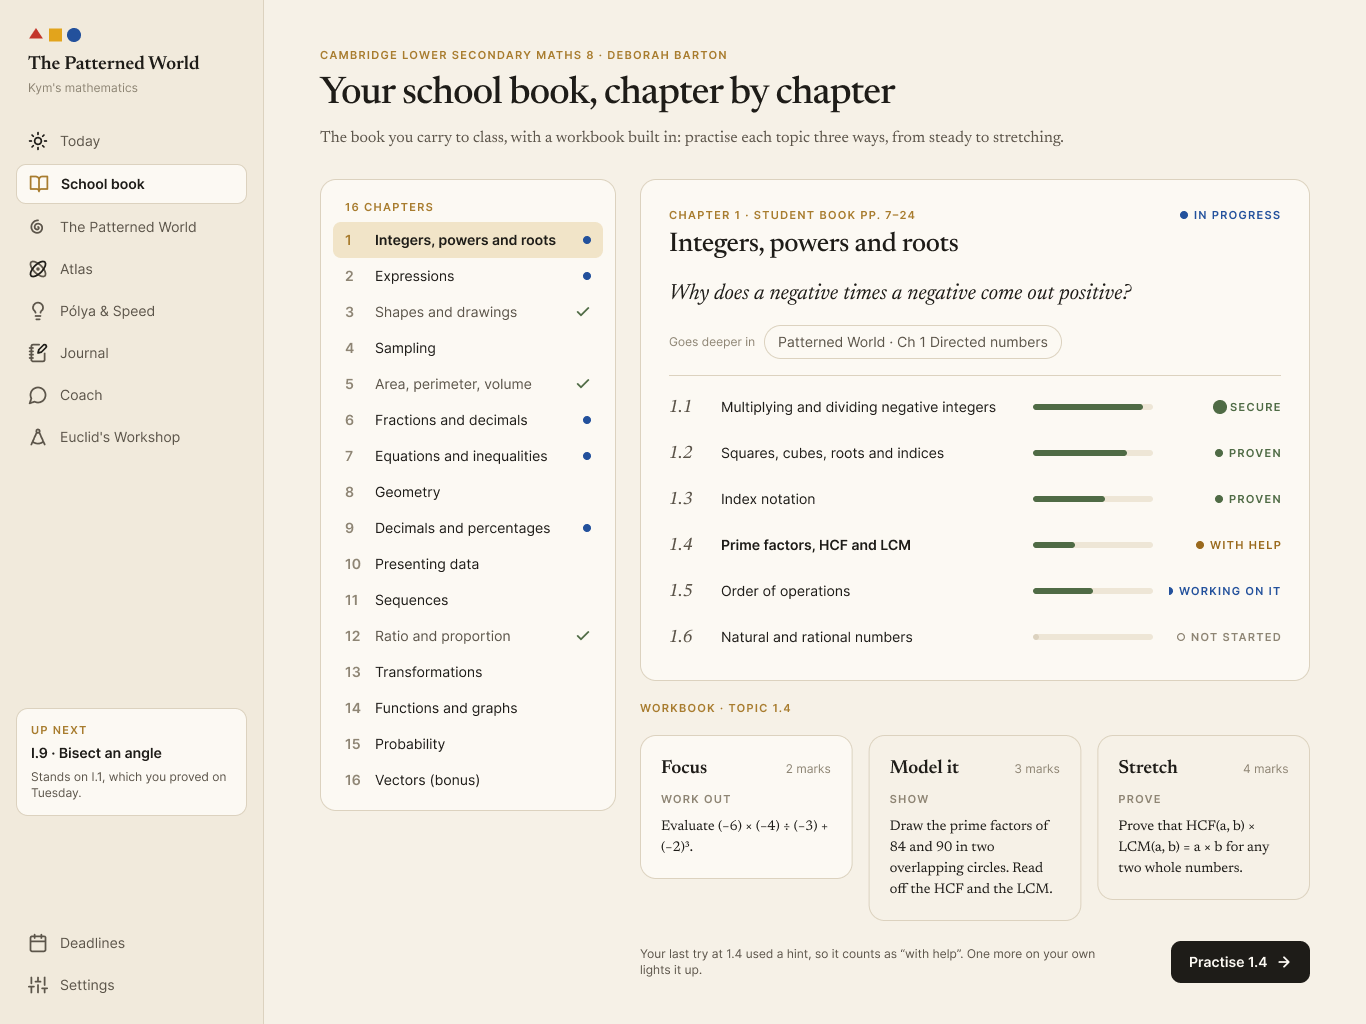 The Patterned World
Kym's mathematics
Today
School book
The Patterned World
Atlas
Pólya & Speed
Journal
Coach
Euclid's Workshop
UP NEXT
I.9 · Bisect an angle
Stands on I.1, which you proved on
Tuesday.
Deadlines
Settings
CAMBRIDGE LOWER SECONDARY MATHS 8 · DEBORAH BARTON
Your school book, chapter by chapter
The book you carry to class, with a workbook built in: practise each topic three ways, from steady to stretching.
16 CHAPTERS
1 Integers, powers and roots
2 Expressions
3 Shapes and drawings
4 Sampling
5 Area, perimeter, volume
6 Fractions and decimals
7 Equations and inequalities
8 Geometry
9 Decimals and percentages
10 Presenting data
11 Sequences
12 Ratio and proportion
13 Transformations
14 Functions and graphs
15 Probability
16 Vectors (bonus)
CHAPTER 1 · STUDENT BOOK PP. 7–24
IN PROGRESS
Integers, powers and roots
Why does a negative times a negative come out positive?
Goes deeper in Patterned World · Ch 1 Directed numbers
1.1 Multiplying and dividing negative integers SECURE
1.2 Squares, cubes, roots and indices PROVEN
1.3 Index notation PROVEN
1.4 Prime factors, HCF and LCM WITH HELP
1.5 Order of operations WORKING ON IT
1.6 Natural and rational numbers NOT STARTED
WORKBOOK · TOPIC 1.4
Focus 2 marks
WORK OUT
Evaluate (−6) × (−4) ÷ (−3) +
(−2)³.
Model it 3 marks
SHOW
Draw the prime factors of
84 and 90 in two
overlapping circles. Read
off the HCF and the LCM.
Stretch 4 marks
PROVE
Prove that HCF(a, b) ×
LCM(a, b) = a × b for any
two whole numbers.
Your last try at 1.4 used a hint, so it counts as “with help”. One more on your own
lights it up.
Practise 1.4